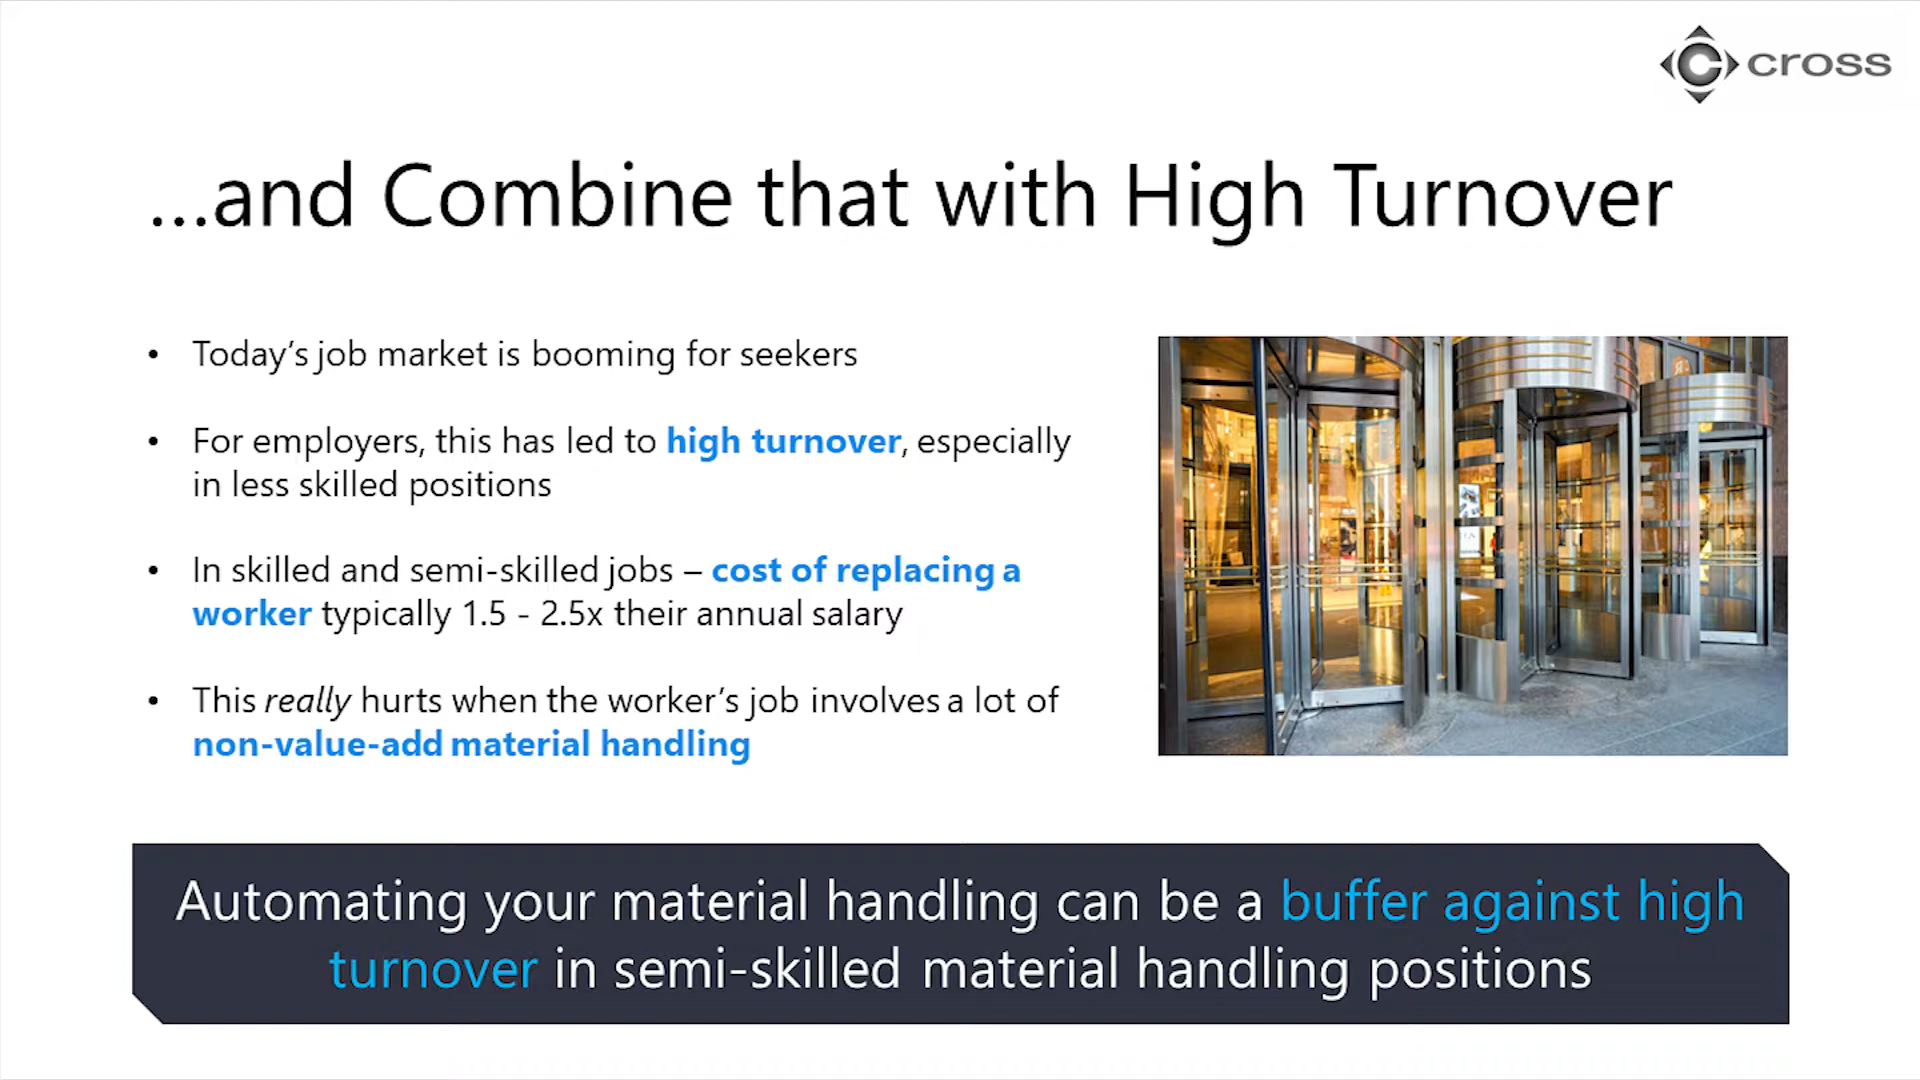 cross
...and Combine that with High Turnover
• Today's job market is booming for seekers
• For employers, this has led to high turnover, especially
in less skilled positions
• In skilled and semi-skilled jobs – cost of replacing a
worker typically 1.5 - 2.5x their annual salary
• This really hurts when the worker's job involves a lot of
non-value-add material handling
Automating your material handling can be a buffer against high
turnover in semi-skilled material handling positions